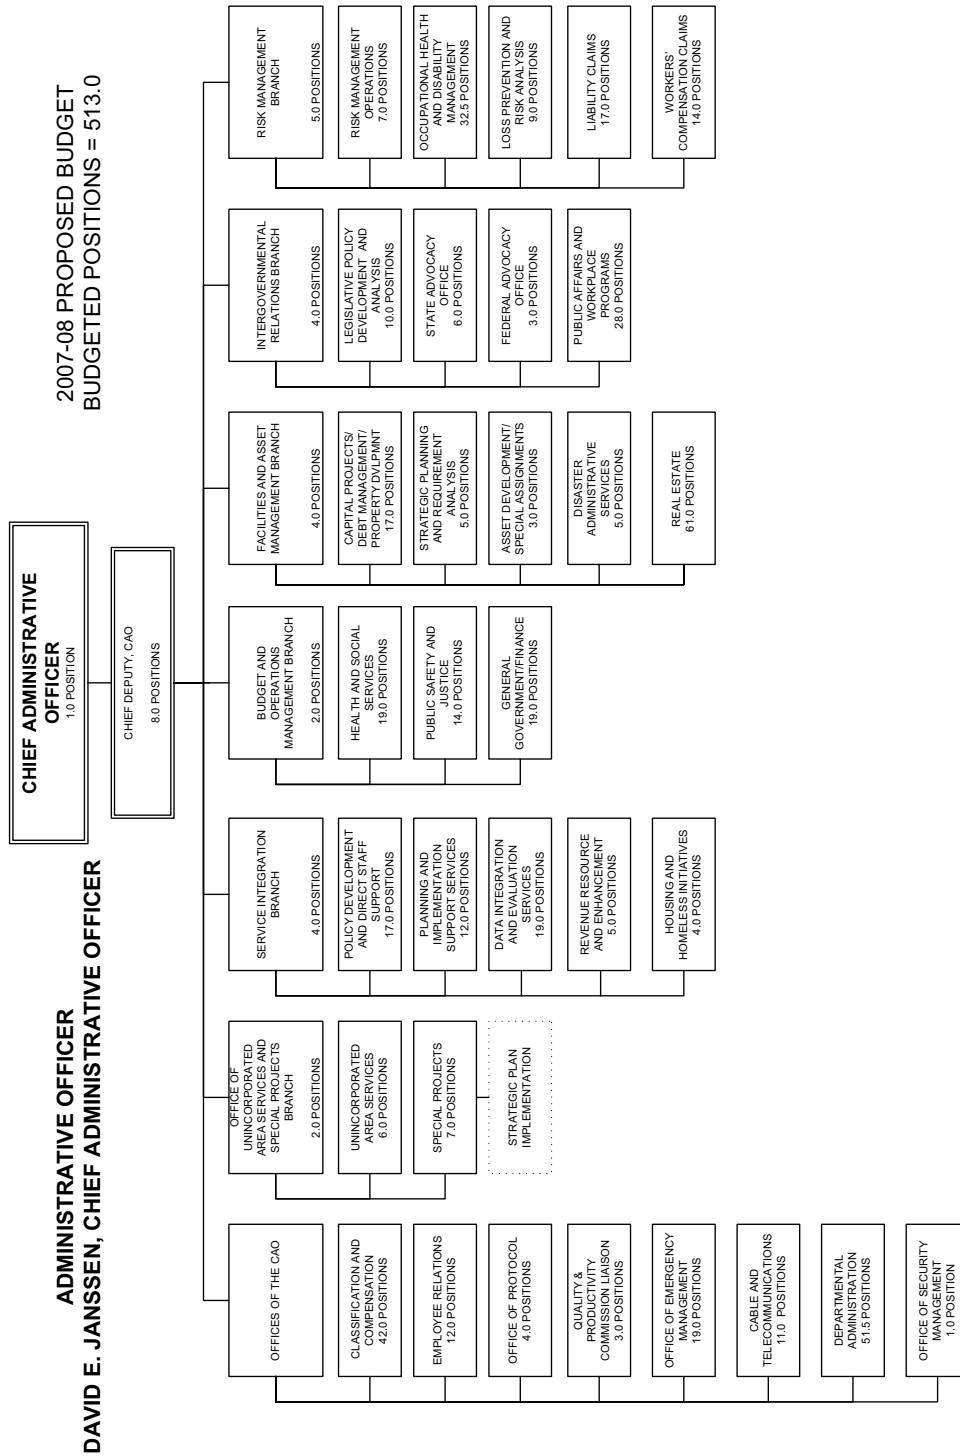 ADMINISTRATIVE OFFICER
DAVID E. JANSSEN, CHIEF ADMINISTRATIVE OFFICER
2007-08 PROPOSED BUDGET
BUDGETED POSITIONS = 513.0
CHIEF ADMINISTRATIVE
OFFICER
1.0 POSITION
CHIEF DEPUTY, CAO
8.0 POSITIONS
OFFICES OF THE CAO
CLASSIFICATION AND
COMPENSATION
42.0 POSITIONS
EMPLOYEE RELATIONS
12.0 POSITIONS
OFFICE OF PROTOCOL
4.0 POSITIONS
QUALITY &
PRODUCTIVITY
COMMISSION LIAISON
3.0 POSITIONS
OFFICE OF EMERGENCY
MANAGEMENT
19.0 POSITIONS
CABLE AND
TELECOMMUNICATIONS
11.0 POSITIONS
DEPARTMENTAL
ADMINISTRATION
51.5 POSITIONS
OFFICE OF SECURITY
MANAGEMENT
1.0 POSITION
OFFICE OF
UNINCORPORATED
AREA SERVICES AND
SPECIAL PROJECTS
BRANCH
2.0 POSITIONS
UNINCORPORATED
AREA SERVICES
6.0 POSITIONS
SPECIAL PROJECTS
7.0 POSITIONS
STRATEGIC PLAN
IMPLEMENTATION
SERVICE INTEGRATION
BRANCH
4.0 POSITIONS
POLICY DEVELOPMENT
AND DIRECT STAFF
SUPPORT
17.0 POSITIONS
PLANNING AND
IMPLEMENTATION
SUPPORT SERVICES
12.0 POSITIONS
DATA INTEGRATION
AND EVALUATION
SERVICES
19.0 POSITIONS
REVENUE RESOURCE
AND ENHANCEMENT
5.0 POSITIONS
HOUSING AND
HOMELESS INITIATIVES
4.0 POSITIONS
BUDGET AND
OPERATIONS
MANAGEMENT BRANCH
2.0 POSITIONS
HEALTH AND SOCIAL
SERVICES
19.0 POSITIONS
PUBLIC SAFETY AND
JUSTICE
14.0 POSITIONS
GENERAL
GOVERNMENT/FINANCE
19.0 POSITIONS
FACILITIES AND ASSET
MANAGEMENT BRANCH
4.0 POSITIONS
CAPITAL PROJECTS/
DEBT MANAGEMENT/
PROPERTY DVLPMNT
17.0 POSITIONS
STRATEGIC PLANNING
AND REQUIREMENT
ANALYSIS
5.0 POSITIONS
ASSET DEVELOPMENT/
SPECIAL ASSIGNMENTS
3.0 POSITIONS
DISASTER
ADMINISTRATIVE
SERVICES
5.0 POSITIONS
REAL ESTATE
61.0 POSITIONS
INTERGOVERNMENTAL
RELATIONS BRANCH
4.0 POSITIONS
LEGISLATIVE POLICY
DEVELOPMENT AND
ANALYSIS
10.0 POSITIONS
STATE ADVOCACY
OFFICE
6.0 POSITIONS
FEDERAL ADVOCACY
OFFICE
3.0 POSITIONS
PUBLIC AFFAIRS AND
WORKPLACE
PROGRAMS
28.0 POSITIONS
RISK MANAGEMENT
BRANCH
5.0 POSITIONS
RISK MANAGEMENT
OPERATIONS
7.0 POSITIONS
OCCUPATIONAL HEALTH
AND DISABILITY
MANAGEMENT
32.5 POSITIONS
LOSS PREVENTION AND
RISK ANALYSIS
9.0 POSITIONS
LIABILITY CLAIMS
17.0 POSITIONS
WORKERS'
COMPENSATION CLAIMS
14.0 POSITIONS